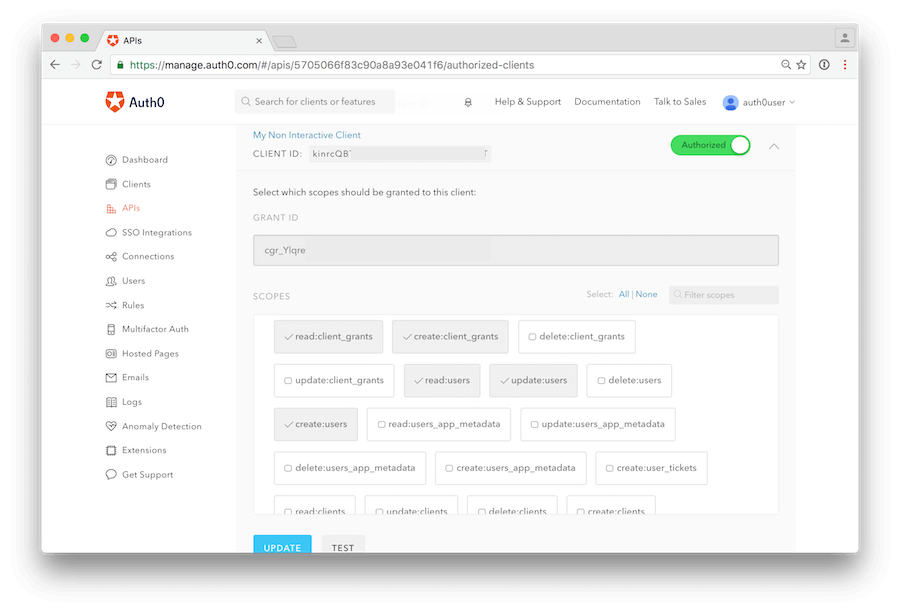 APIs
https://manage.auth0.com/#/apis/5705066f83c90a8a93e041f6/authorized-clients
Auth0
Search for clients or features
Help & Support
Documentation
Talk to Sales
auth0user
Dashboard
Clients
APIs
SSO Integrations
Connections
Users
Rules
Multifactor Auth
Hosted Pages
Emails
Logs
Anomaly Detection
Extensions
Get Support
My Non Interactive Client
CLIENT ID: kinrcQB
Authorized
Select which scopes should be granted to this client:
GRANT ID
cgr_Ylqre
SCOPES
Select: All | None
Filter scopes
read:client_grants create:client_grants delete:client_grants
update:client_grants read:users update:users delete:users
create:users read:users_app_metadata update:users_app_metadata
delete:users_app_metadata create:users_app_metadata create:user_tickets
read:clients update:clients delete:clients create:clients
UPDATE TEST